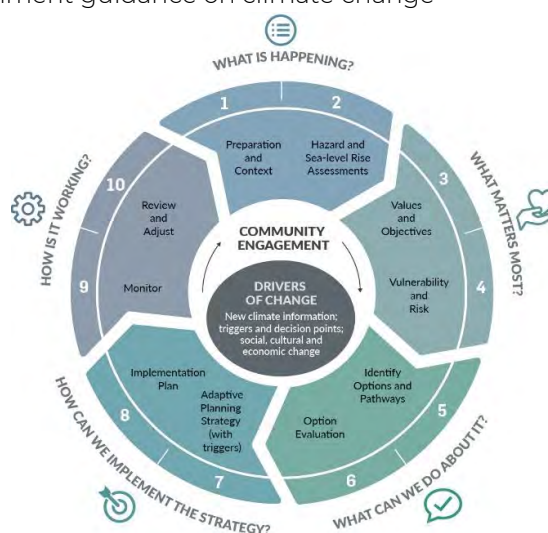 ment guidance on climate change
WHAT IS HAPPENING?
1
2
Preparation
and
Context
Hazard and
Sea-level Rise
Assessments
WHAT MATTERS MOST?
3
Values
and
Objectives
4
Vulnerability
and
Risk
WHAT CAN WE DO ABOUT IT?
5
Identify
Options and
Pathways
6
Option
Evaluation
HOW CAN WE IMPLEMENT THE STRATEGY?
7
Adaptive
Planning
Strategy
(with
triggers)
8
Implementation
Plan
HOW IS IT WORKING?
9
Monitor
10
Review
and
Adjust
COMMUNITY
ENGAGEMENT
DRIVERS
OF CHANGE
New climate information;
triggers and decision points;
social, cultural and
economic change